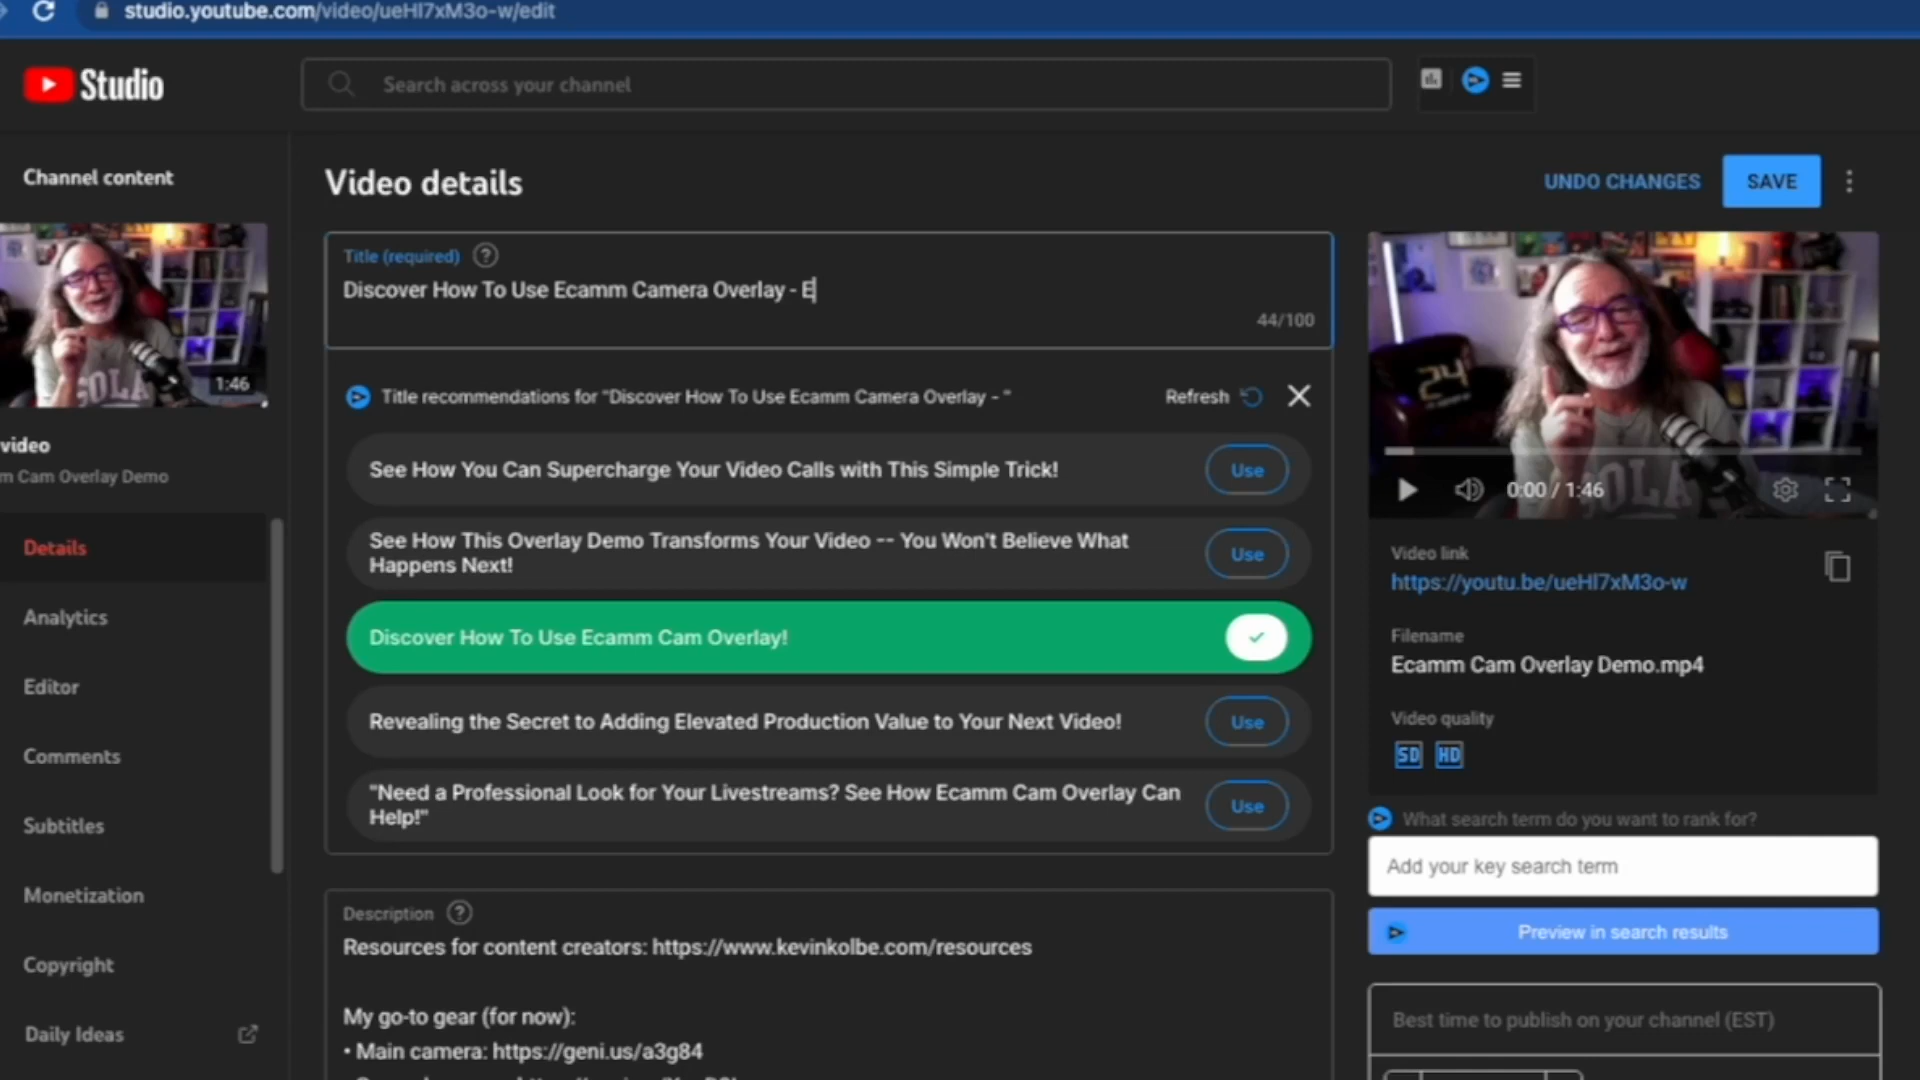 studio.youtube.com/video/ueHl7xM3o-w/edit
Studio
Search across your channel
Channel content
Video details
UNDO CHANGES
SAVE
Title (required)
Discover How To Use Ecamm Camera Overlay - E
44/100
Title recommendations for "Discover How To Use Ecamm Camera Overlay - "
Refresh
See How You Can Supercharge Your Video Calls with This Simple Trick!
Use
See How This Overlay Demo Transforms Your Video -- You Won't Believe What
Happens Next!
Use
Discover How To Use Ecamm Cam Overlay!
Revealing the Secret to Adding Elevated Production Value to Your Next Video!
Use
"Need a Professional Look for Your Livestreams? See How Ecamm Cam Overlay Can
Help!"
Use
Description
Resources for content creators: https://www.kevinkolbe.com/resources
My go-to gear (for now):
• Main camera: https://geni.us/a3g84
1:46
video
m Cam Overlay Demo
Details
Analytics
Editor
Comments
Subtitles
Monetization
Copyright
Daily Ideas
24
0:00 / 1:46
Video link
https://youtu.be/ueHl7xM3o-w
Filename
Ecamm Cam Overlay Demo.mp4
Video quality
SD HD
What search term do you want to rank for?
Add your key search term
Preview in search results
Best time to publish on your channel (EST)